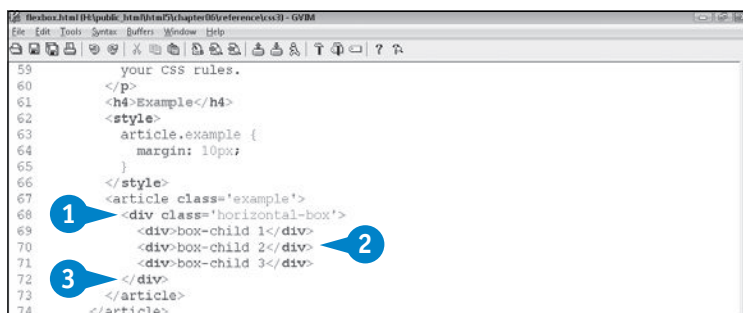 flexbox.html (H:\public_html\html5\chapter06\reference\css3) - GVIM
File Edit Tools Syntax Buffers Window Help
59 your CSS rules.
60 </p>
61 <h4>Example</h4>
62 <style>
63 article.example {
64 margin: 10px;
65 }
66 </style>
67 <article class='example'>
68 1 <div class='horizontal-box'>
69 <div>box-child 1</div>
70 <div>box-child 2</div> 2
71 <div>box-child 3</div>
72 3 </div>
73 </article>
74 </article>